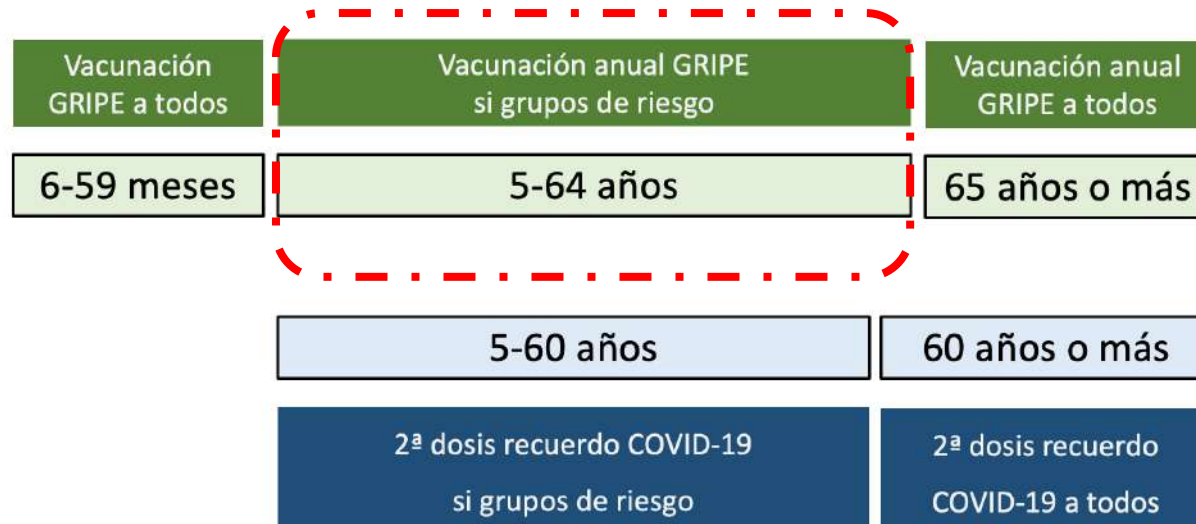 Vacunación
GRIPE a todos
Vacunación anual GRIPE
si grupos de riesgo
Vacunación anual
GRIPE a todos
6-59 meses
5-64 años
65 años o más
5-60 años
60 años o más
2ª dosis recuerdo COVID-19
si grupos de riesgo
2ª dosis recuerdo
COVID-19 a todos